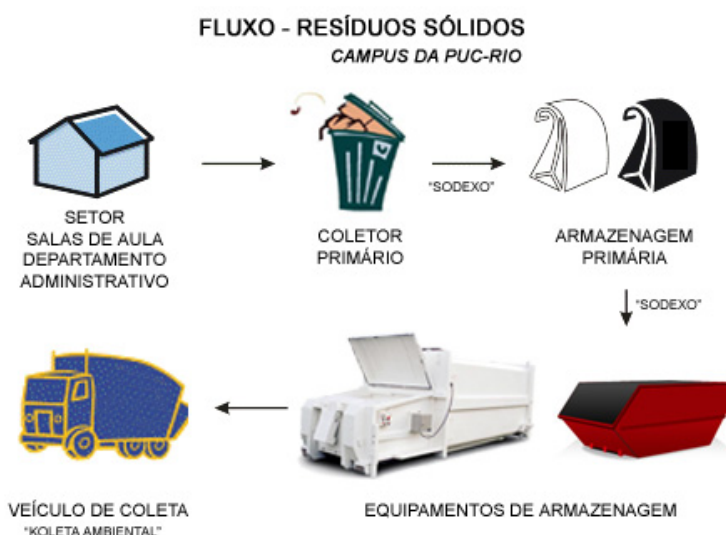 FLUXO - RESÍDUOS SÓLIDOS
CAMPUS DA PUC-RIO
SETOR
SALAS DE AULA
DEPARTAMENTO
ADMINISTRATIVO
COLETOR
PRIMÁRIO
"SODEXO"
ARMAZENAGEM
PRIMÁRIA
"SODEXO"
VEÍCULO DE COLETA
"KOLETA AMBIENTAL"
EQUIPAMENTOS DE ARMAZENAGEM